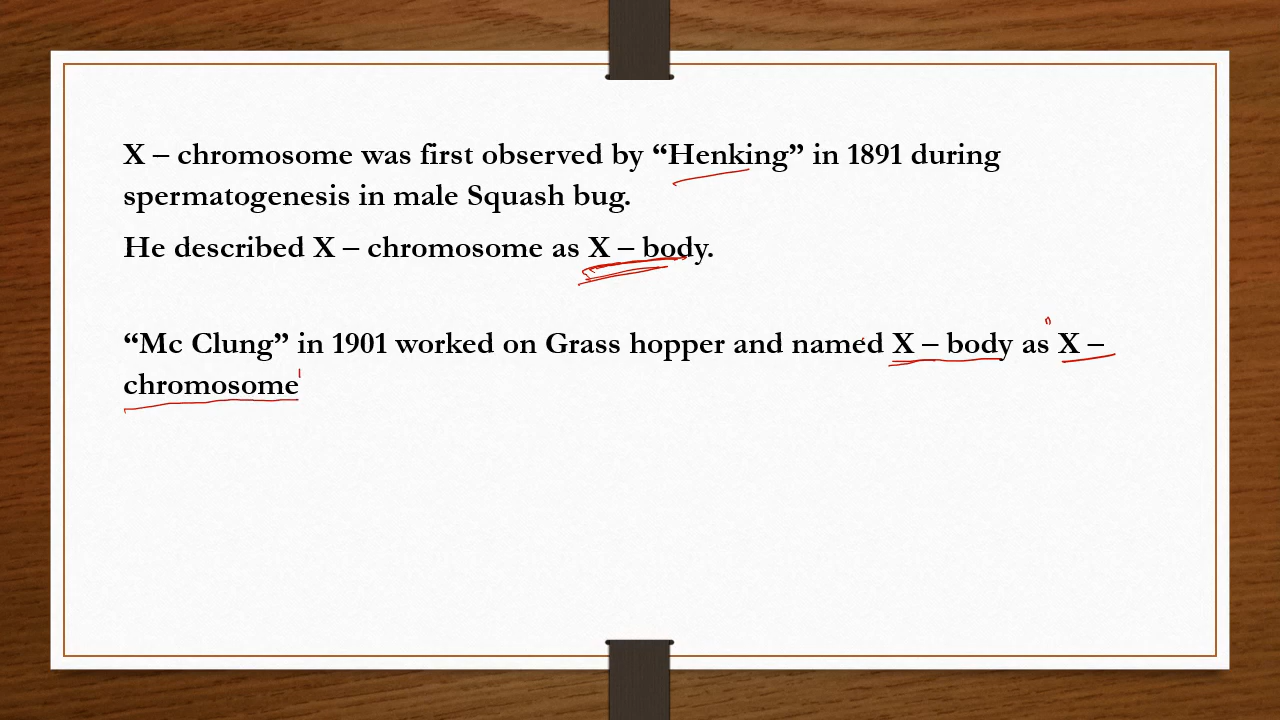 X – chromosome was first observed by “Henking” in 1891 during
spermatogenesis in male Squash bug.
He described X – chromosome as X – body.
“Mc Clung” in 1901 worked on Grass hopper and named X – body as X –
chromosome